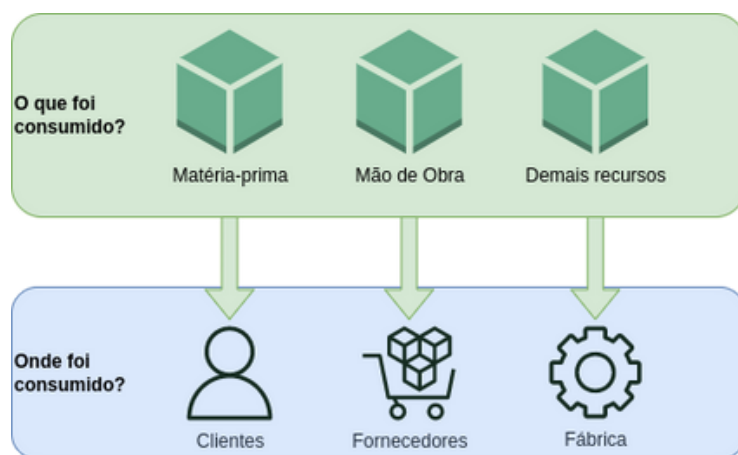 O que foi
consumido?
Matéria-prima
Mão de Obra
Demais recursos
Onde foi
consumido?
Clientes
Fornecedores
Fábrica